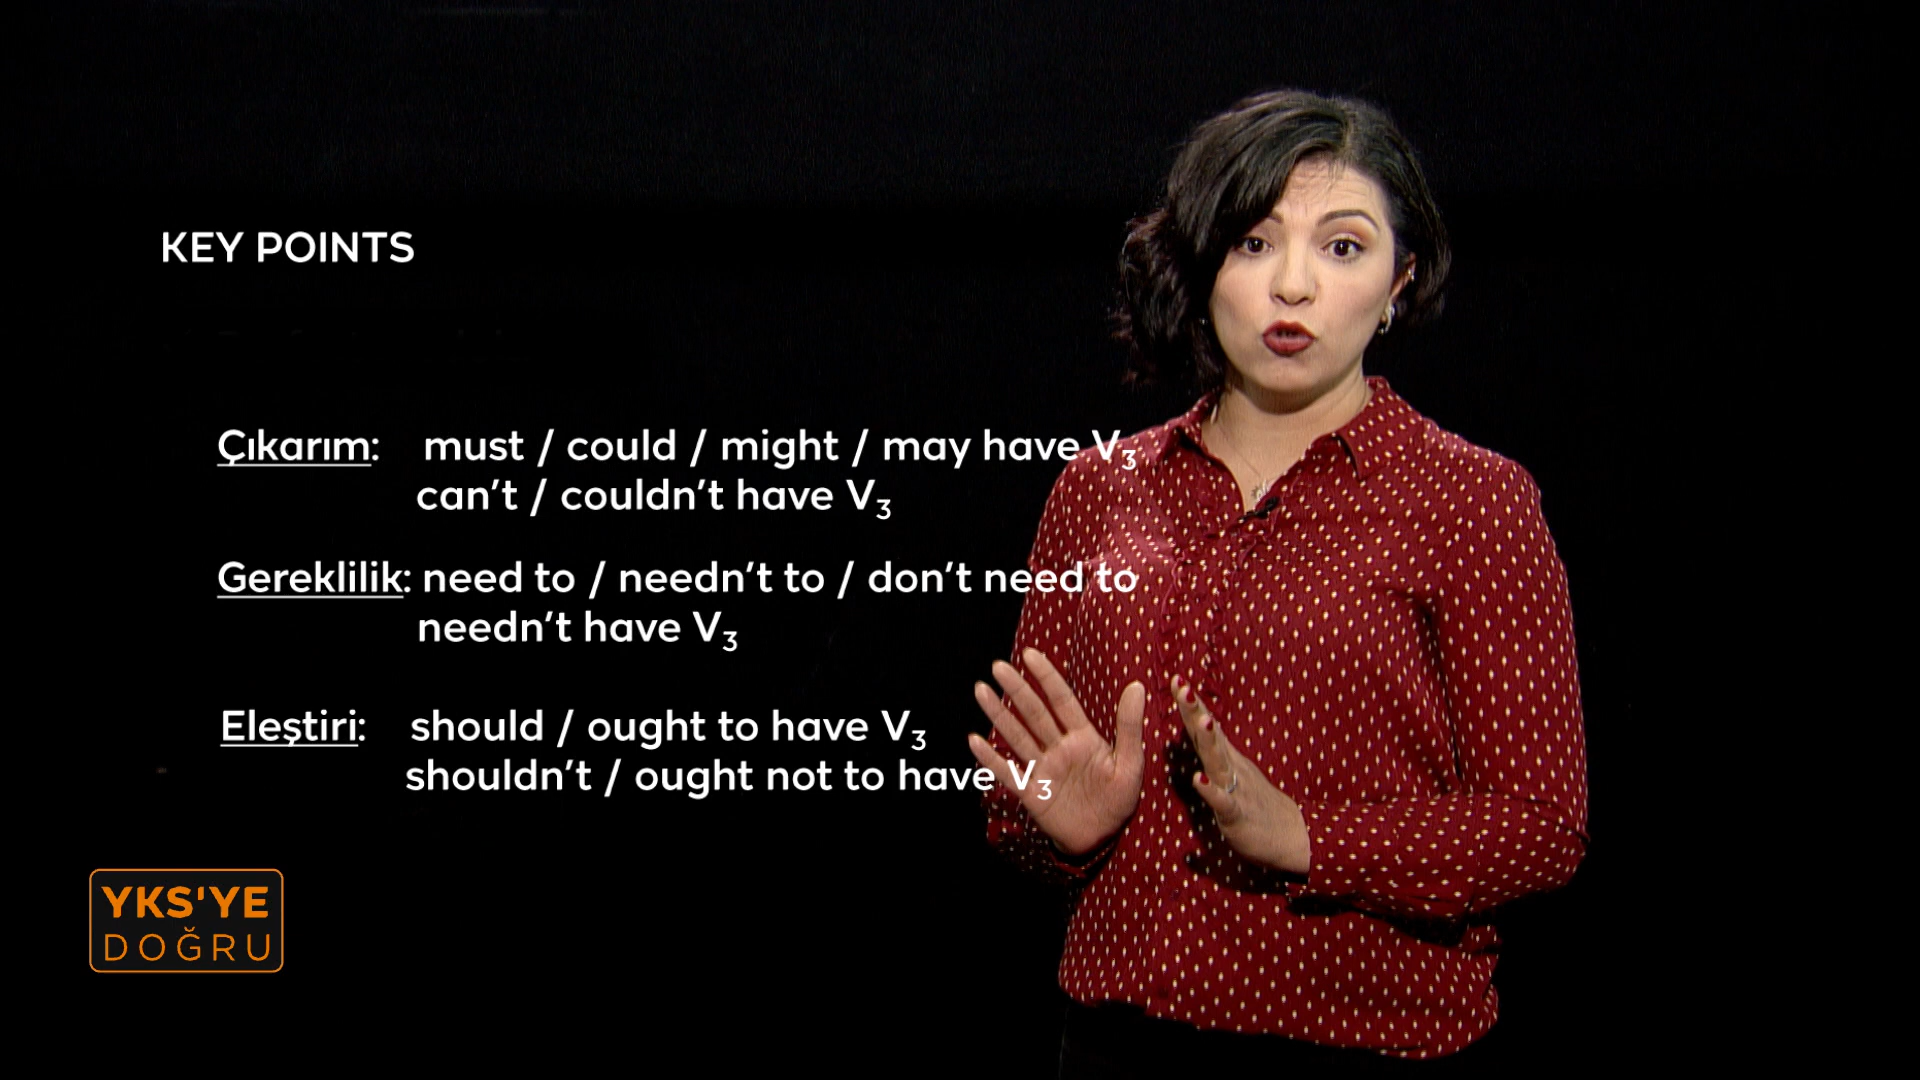 KEY POINTS
Çıkarım: must / could / might / may have V₃
can't / couldn't have V₃
Gereklilik: need to / needn't to / don't need to
needn't have V₃
Eleştiri: should / ought to have V₃
shouldn't / ought not to have V₃
YKS'YE
DOĞRU